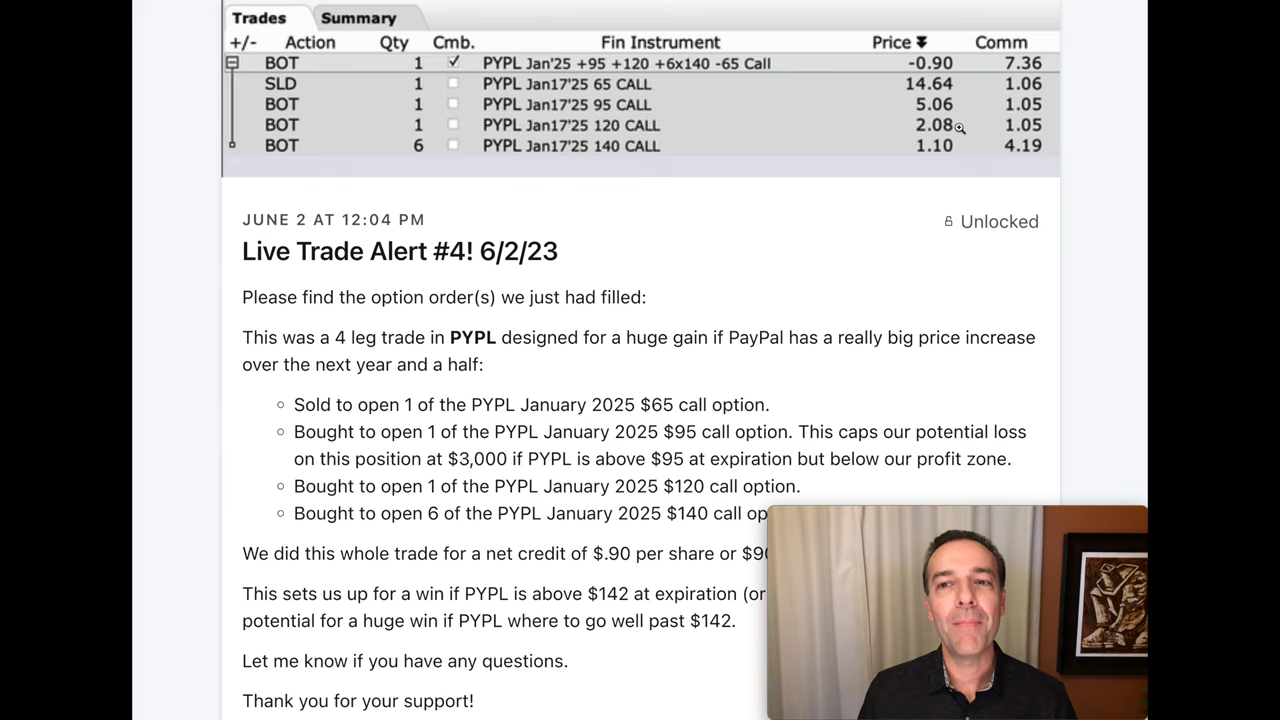 Trades Summary
+/- Action Qty Cmb. Fin Instrument Price Comm
BOT 1 PYPL Jan'25 +95 +120 +6x140 -65 Call -0.90 7.36
SLD 1 PYPL Jan17'25 65 CALL 14.64 1.06
BOT 1 PYPL Jan17'25 95 CALL 5.06 1.05
BOT 1 PYPL Jan17'25 120 CALL 2.08 1.05
BOT 6 PYPL Jan17'25 140 CALL 1.10 4.19
JUNE 2 AT 12:04 PM
Unlocked
Live Trade Alert #4! 6/2/23
Please find the option order(s) we just had filled:
This was a 4 leg trade in PYPL designed for a huge gain if PayPal has a really big price increase
over the next year and a half:
Sold to open 1 of the PYPL January 2025 $65 call option.
Bought to open 1 of the PYPL January 2025 $95 call option. This caps our potential loss
on this position at $3,000 if PYPL is above $95 at expiration but below our profit zone.
Bought to open 1 of the PYPL January 2025 $120 call option.
Bought to open 6 of the PYPL January 2025 $140 call op
We did this whole trade for a net credit of $.90 per share or $9
This sets us up for a win if PYPL is above $142 at expiration (or
potential for a huge win if PYPL where to go well past $142.
Let me know if you have any questions.
Thank you for your support!